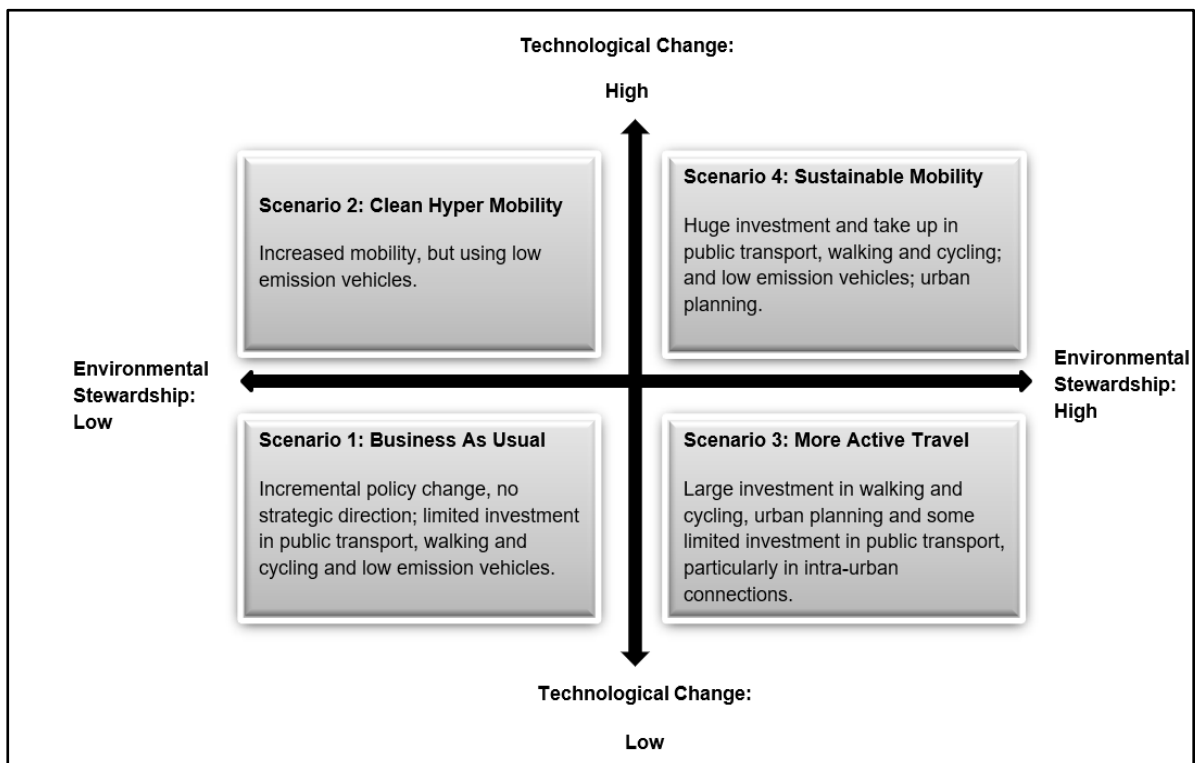 Technological Change:
High
Scenario 2: Clean Hyper Mobility
Increased mobility, but using low
emission vehicles.
Scenario 4: Sustainable Mobility
Huge investment and take up in
public transport, walking and cycling;
and low emission vehicles; urban
planning.
Environmental
Stewardship:
Low
Environmental
Stewardship:
High
Scenario 1: Business As Usual
Incremental policy change, no
strategic direction; limited investment
in public transport, walking and
cycling and low emission vehicles.
Scenario 3: More Active Travel
Large investment in walking and
cycling, urban planning and some
limited investment in public transport,
particularly in intra-urban
connections.
Technological Change:
Low